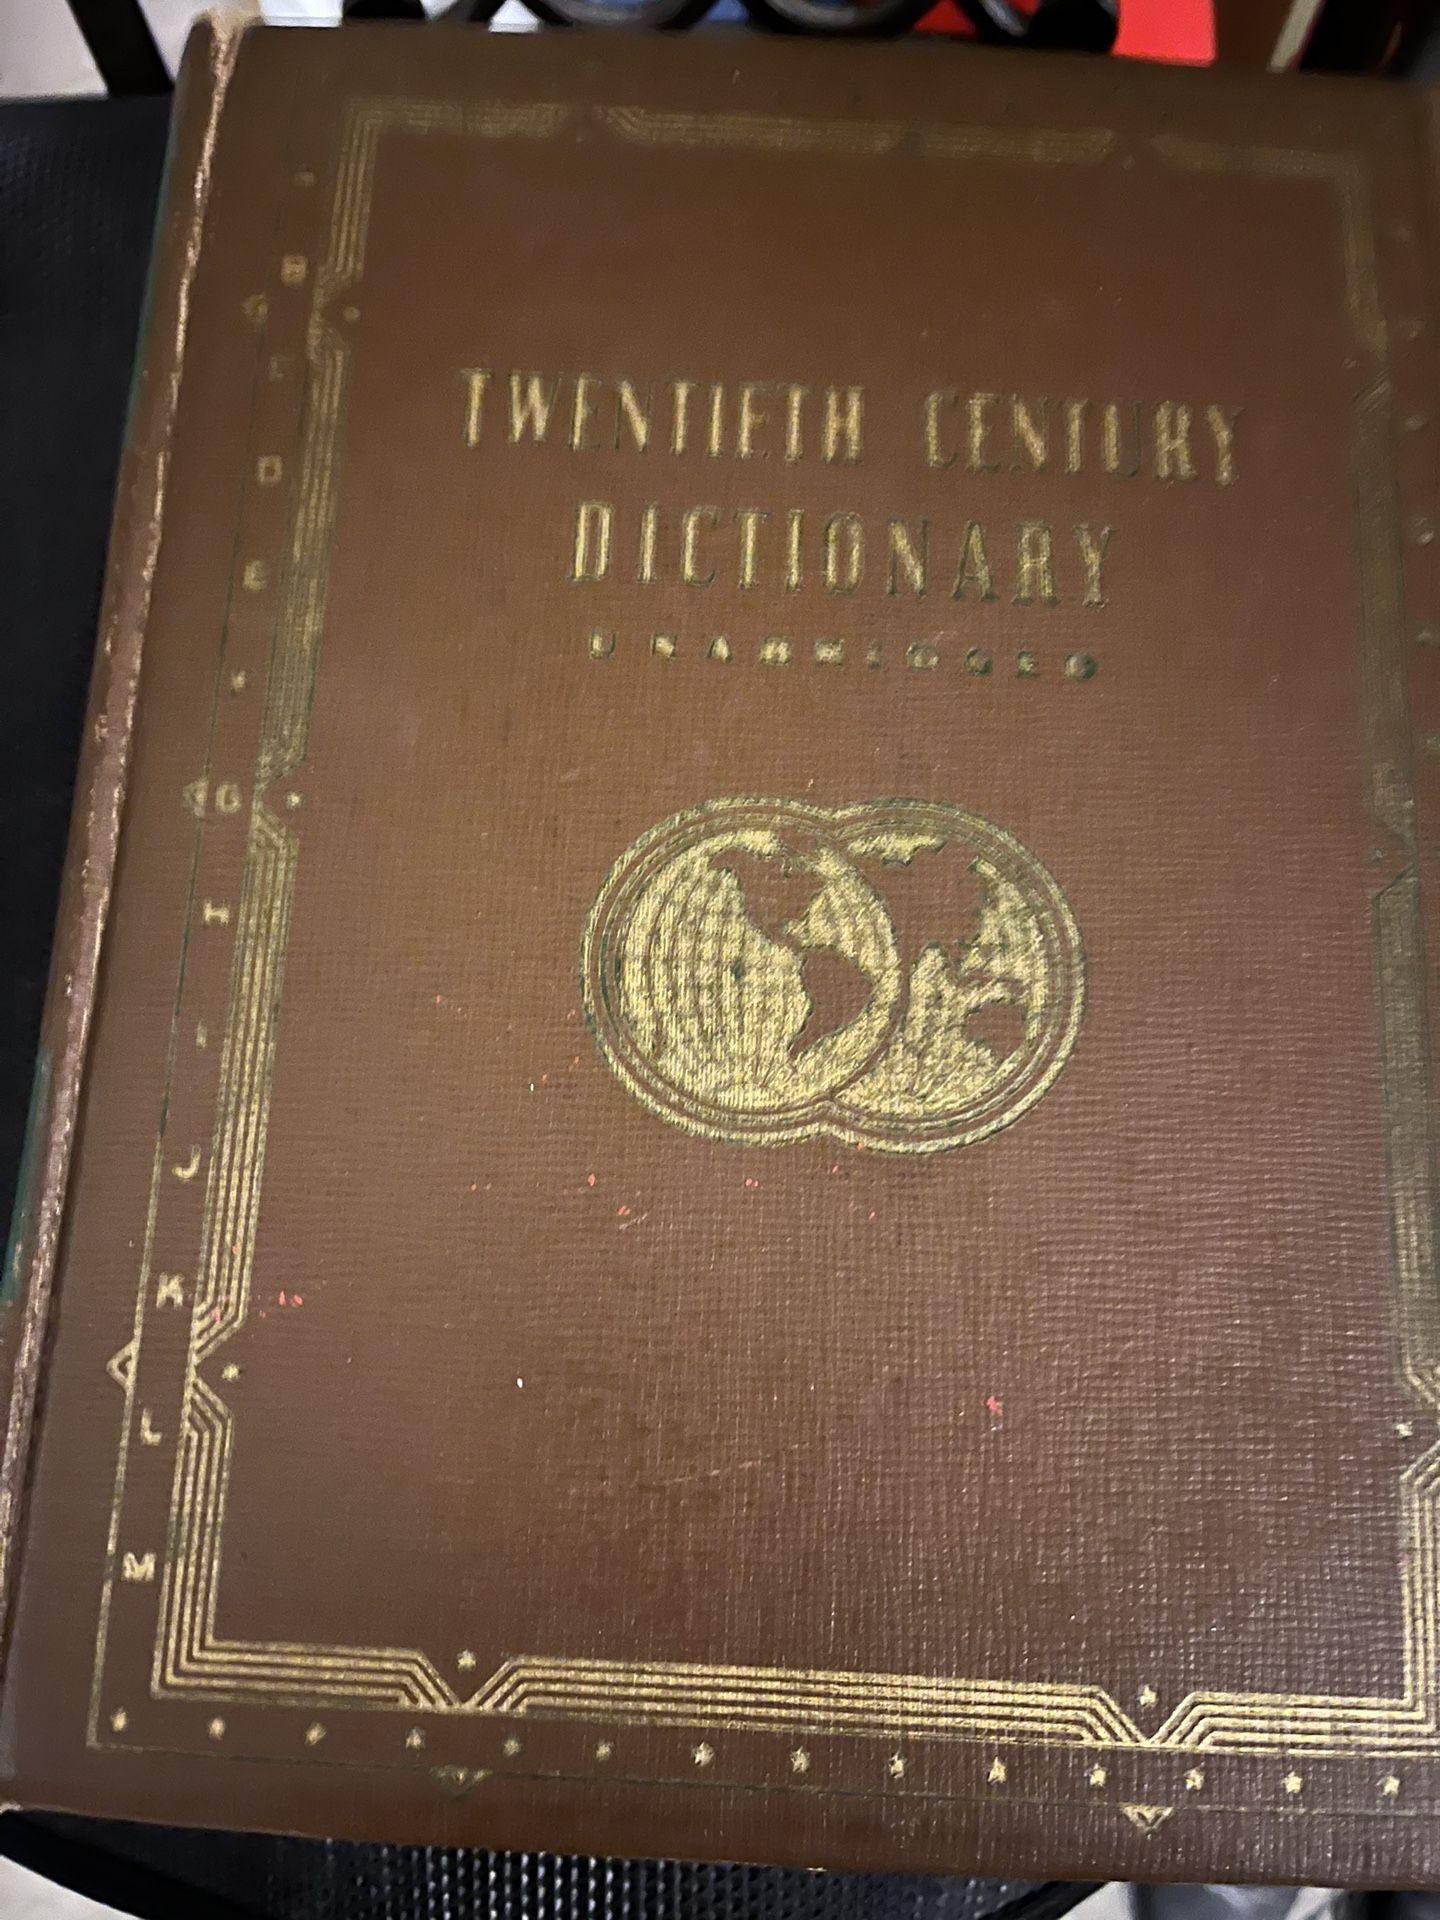 TWENTIETH CENTURY
DICTIONARY
UNABRIDGED
B
C
D
E
F
G
H
I
J
K
L
M